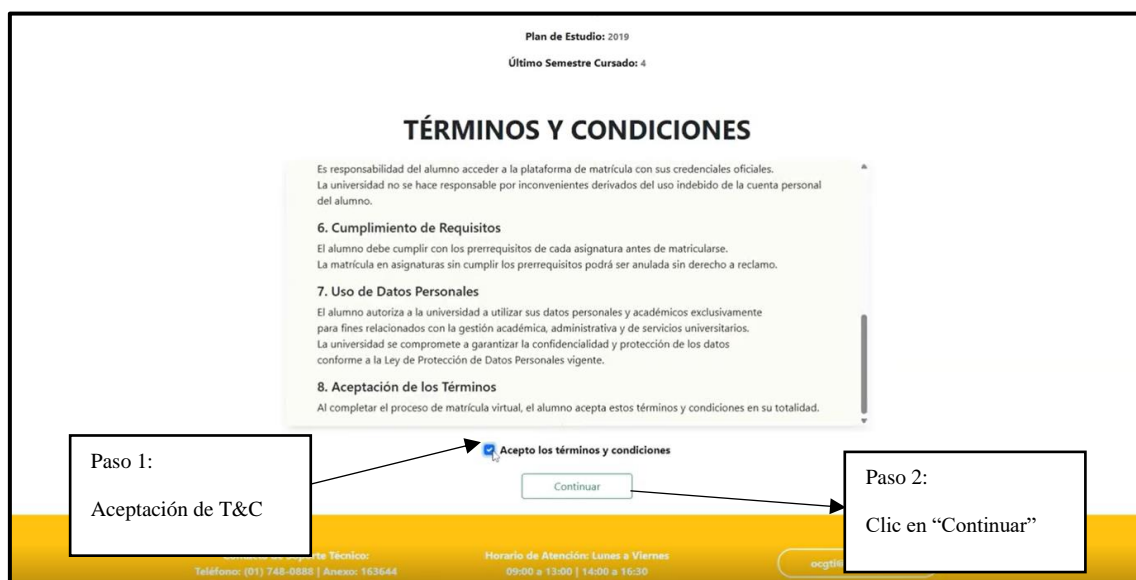 Plan de Estudio: 2019
Último Semestre Cursado: 4
TÉRMINOS Y CONDICIONES
Es responsabilidad del alumno acceder a la plataforma de matrícula con sus credenciales oficiales.
La universidad no se hace responsable por inconvenientes derivados del uso indebido de la cuenta personal
del alumno.
6. Cumplimiento de Requisitos
El alumno debe cumplir con los prerrequisitos de cada asignatura antes de matricularse.
La matrícula en asignaturas sin cumplir los prerrequisitos podrá ser anulada sin derecho a reclamo.
7. Uso de Datos Personales
El alumno autoriza a la universidad a utilizar sus datos personales y académicos exclusivamente
para fines relacionados con la gestión académica, administrativa y de servicios universitarios.
La universidad se compromete a garantizar la confidencialidad y protección de los datos
conforme a la Ley de Protección de Datos Personales vigente.
8. Aceptación de los Términos
Al completar el proceso de matrícula virtual, el alumno acepta estos términos y condiciones en su totalidad.
Acepto los términos y condiciones
Continuar
Paso 1:
Aceptación de T&C
Paso 2:
Clic en “Continuar”
Técnico:
Teléfono: (01) 748-0888 | Anexo: 163644
Horario de Atención: Lunes a Viernes
09:00 a 13:00 | 14:00 a 16:30